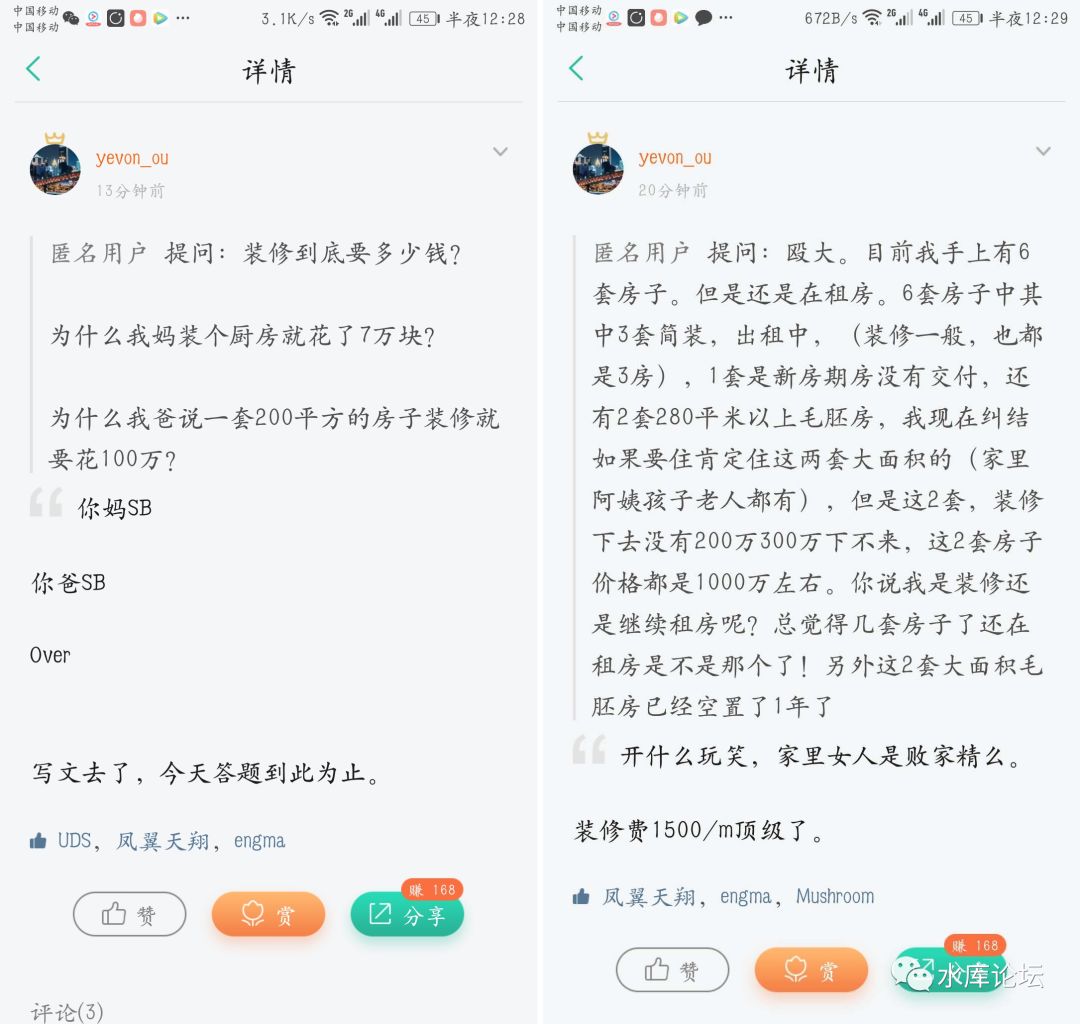 中国移动
中国移动
3.1K/s
2G
4G
45
半夜12:28
详情
yevon_ou
13分钟前
匿名用户 提问：装修到底要多少钱？
为什么我妈装个厨房就花了7万块？
为什么我爸说一套200平方的房子装修就
要花100万？
你妈SB
你爸SB
Over
写文去了，今天答题到此为止。
UDS，凤翼天翔，engma
赞
赏
赚 168
分享
评论(3)
中国移动
中国移动
672B/s
2G
4G
45
半夜12:29
详情
yevon_ou
20分钟前
匿名用户 提问：殴大。目前我手上有6
套房子。但是还是在租房。6套房子中其
中3套简装，出租中，（装修一般，也都
是3房），1套是新房期房没有交付，还
有2套280平米以上毛胚房，我现在纠结
如果要住肯定住这两套大面积的（家里
阿姨孩子老人都有），但是这2套，装修
下去没有200万300万下不来，这2套房子
价格都是1000万左右。你说我是装修还
是继续租房呢？总觉得几套房子了还在
租房是不是那个了！另外这2套大面积毛
胚房已经空置了1年了
开什么玩笑，家里女人是败家精么。
装修费1500/m顶级了。
凤翼天翔，engma，Mushroom
赞
赏
赚 168
水库论坛